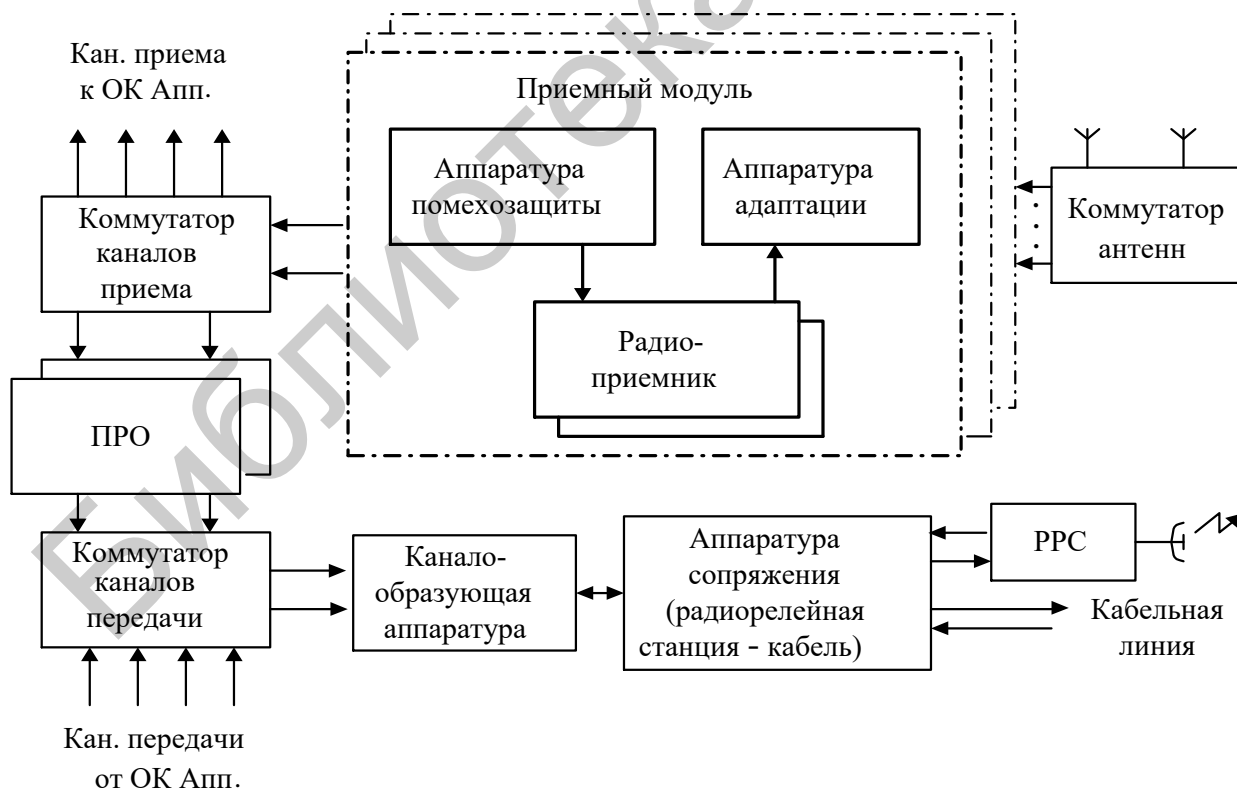 Кан. приема
к ОК Апп.
Приемный модуль
Аппаратура
помехозащиты
Аппаратура
адаптации
Коммутатор
антенн
Коммутатор
каналов
приема
Радио-
приемник
ПРО
Коммутатор
каналов
передачи
Канало-
образующая
аппаратура
Аппаратура
сопряжения
(радиорелейная
станция - кабель)
РРС
Кабельная
линия
Кан. передачи
от ОК Апп.
Библиотека